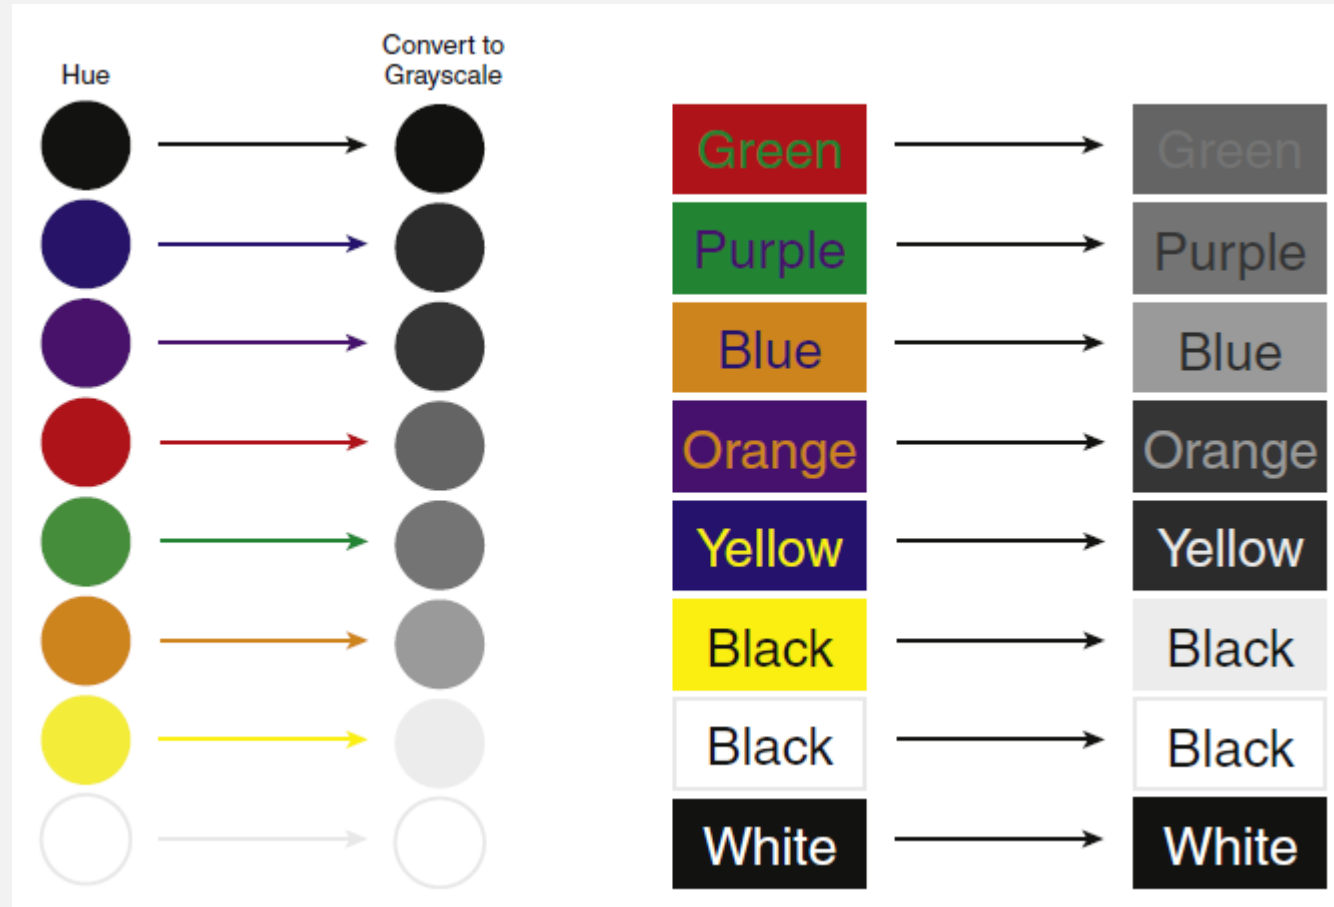 Hue
Convert to
Grayscale
Green
Green
Purple
Purple
Blue
Blue
Orange
Orange
Yellow
Yellow
Black
Black
Black
Black
White
White